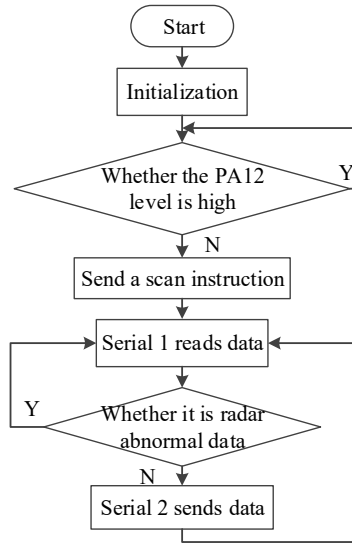 Start
Initialization
Whether the PA12
level is high
Y
N
Send a scan instruction
Serial 1 reads data
Y
Whether it is radar
abnormal data
N
Serial 2 sends data